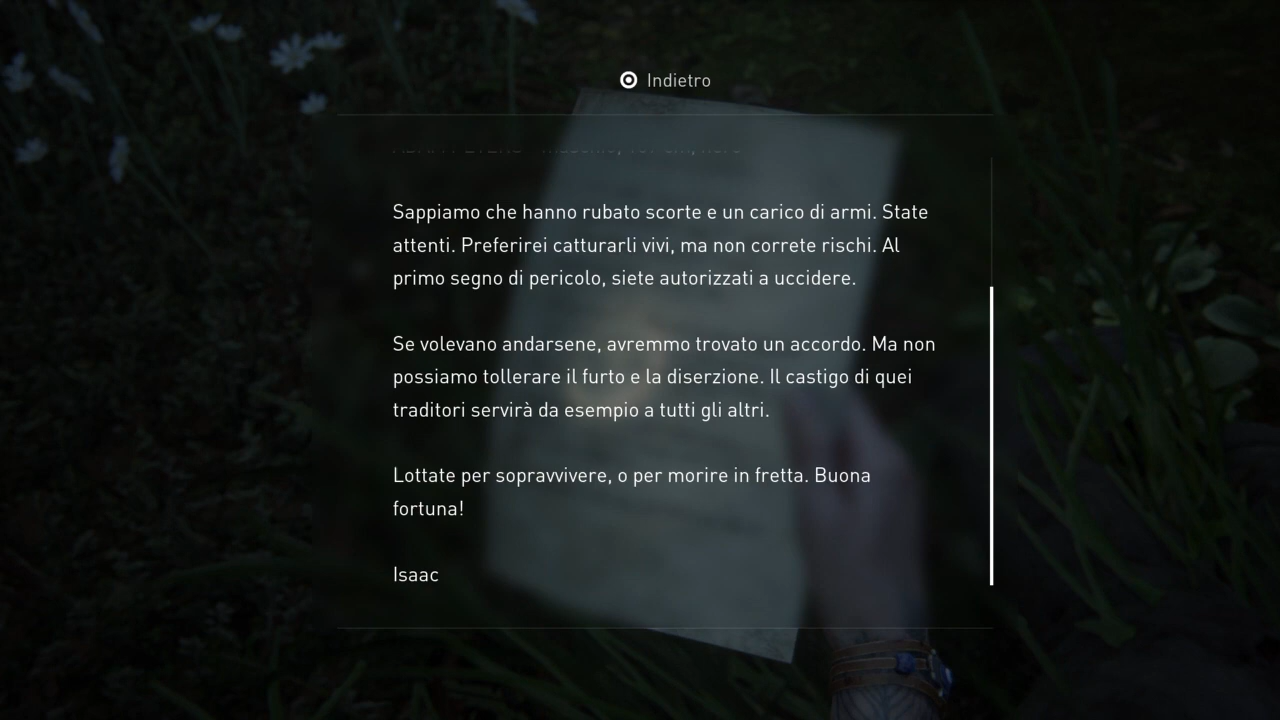 Indietro
Sappiamo che hanno rubato scorte e un carico di armi. State
attenti. Preferirei catturarli vivi, ma non correte rischi. Al
primo segno di pericolo, siete autorizzati a uccidere.
Se volevano andarsene, avremmo trovato un accordo. Ma non
possiamo tollerare il furto e la diserzione. Il castigo di quei
traditori servirà da esempio a tutti gli altri.
Lottate per sopravvivere, o per morire in fretta. Buona
fortuna!
Isaac